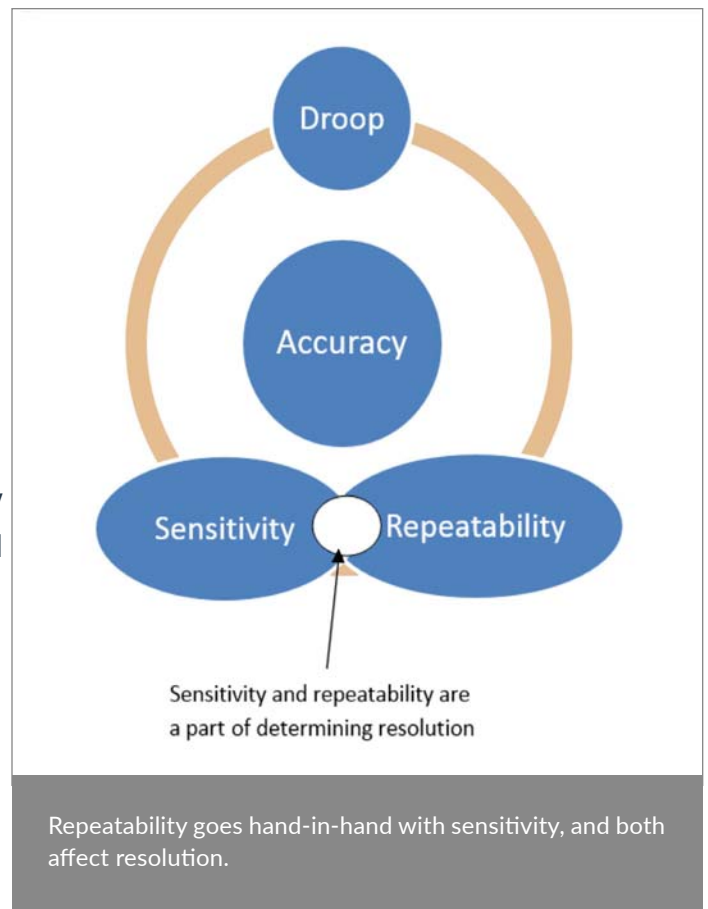 Droop
Accuracy
Sensitivity
Repeatability
Sensitivity and repeatability are
a part of determining resolution
Repeatability goes hand-in-hand with sensitivity, and both
affect resolution.